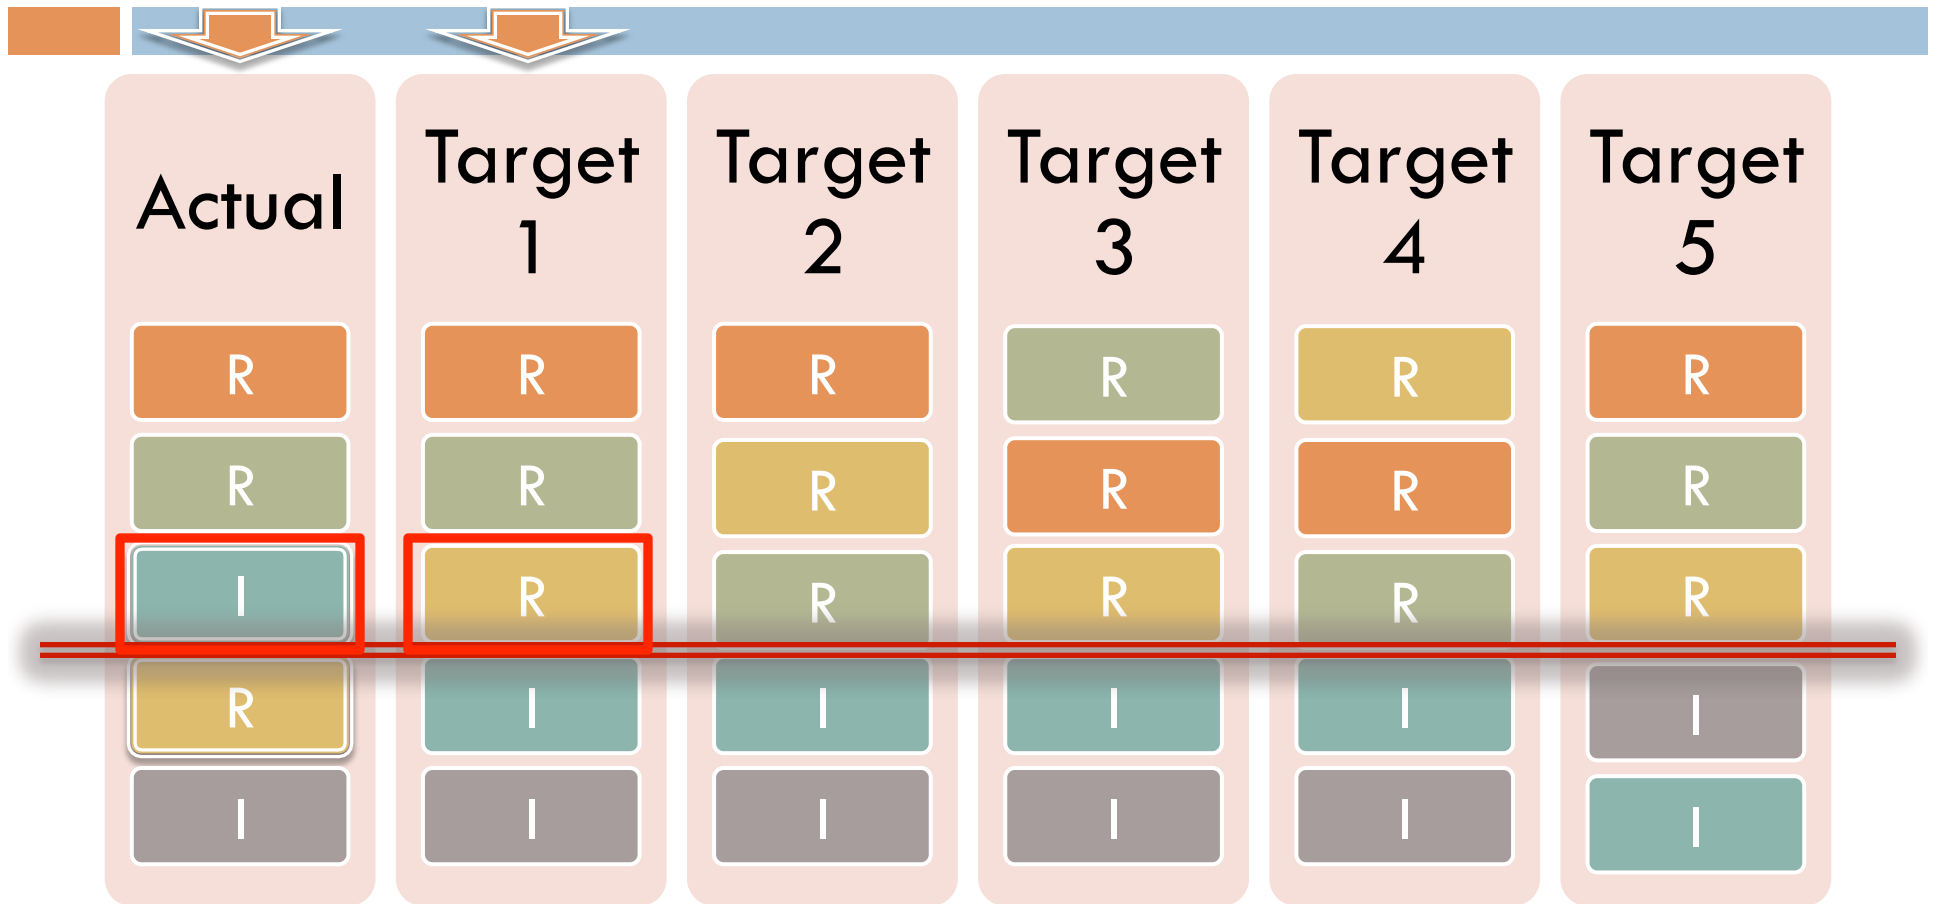 Actual
Target
1
Target
2
Target
3
Target
4
Target
5
R R R R R R
R R R R R R
I R R R R R
R I I I I I
I I I I I I